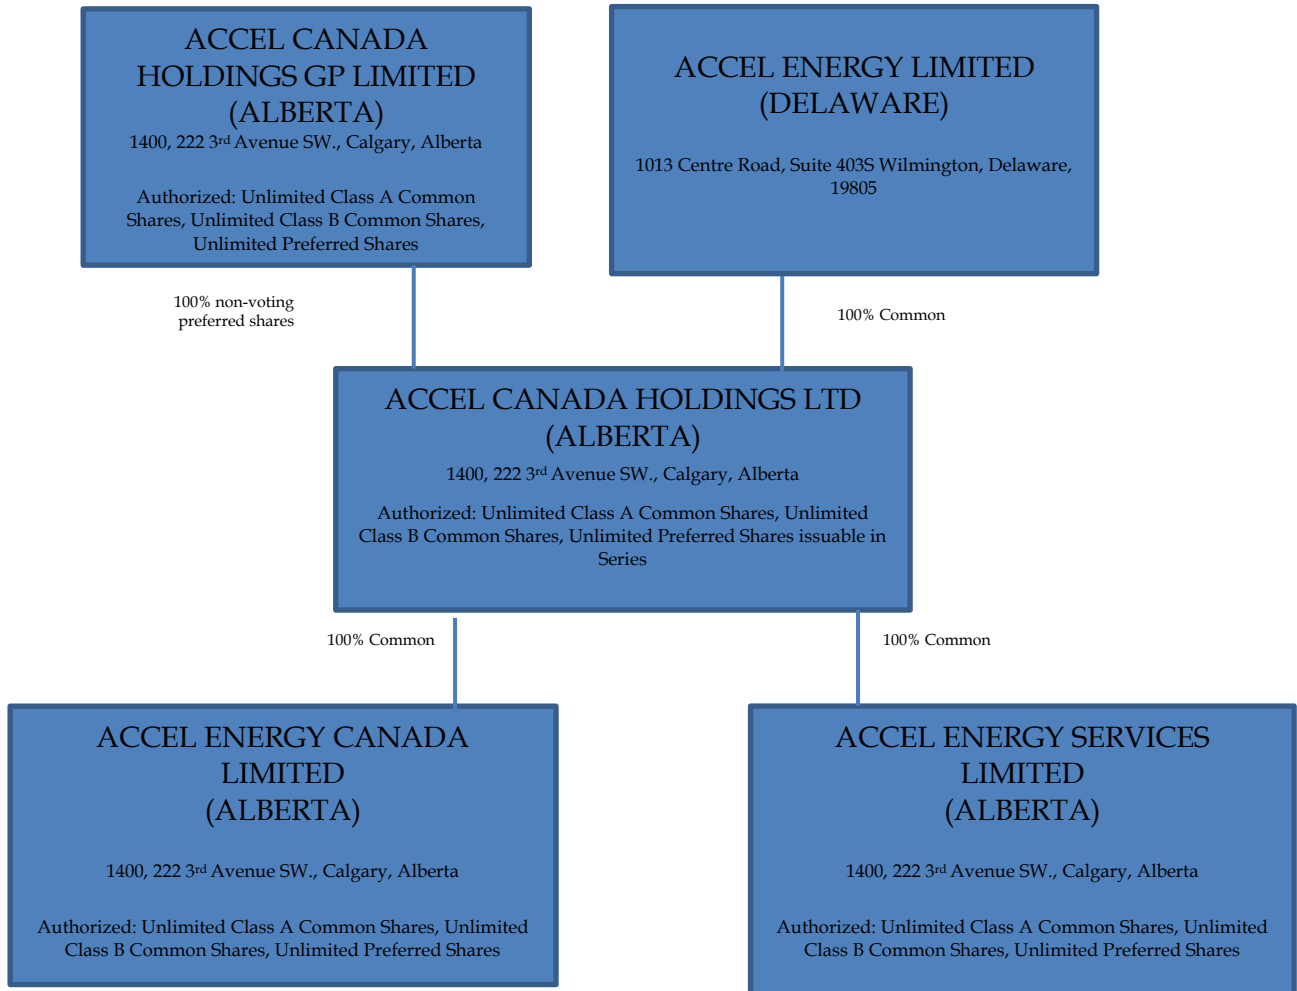 ACCEL CANADA
HOLDINGS GP LIMITED
(ALBERTA)
1400, 222 3rd Avenue SW., Calgary, Alberta
Authorized: Unlimited Class A Common
Shares, Unlimited Class B Common Shares,
Unlimited Preferred Shares
ACCEL ENERGY LIMITED
(DELAWARE)
1013 Centre Road, Suite 403S Wilmington, Delaware,
19805
100% non-voting
preferred shares
100% Common
ACCEL CANADA HOLDINGS LTD
(ALBERTA)
1400, 222 3rd Avenue SW., Calgary, Alberta
Authorized: Unlimited Class A Common Shares, Unlimited
Class B Common Shares, Unlimited Preferred Shares issuable in
Series
100% Common
100% Common
ACCEL ENERGY CANADA
LIMITED
(ALBERTA)
1400, 222 3rd Avenue SW., Calgary, Alberta
Authorized: Unlimited Class A Common Shares, Unlimited
Class B Common Shares, Unlimited Preferred Shares
ACCEL ENERGY SERVICES
LIMITED
(ALBERTA)
1400, 222 3rd Avenue SW., Calgary, Alberta
Authorized: Unlimited Class A Common Shares, Unlimited
Class B Common Shares, Unlimited Preferred Shares